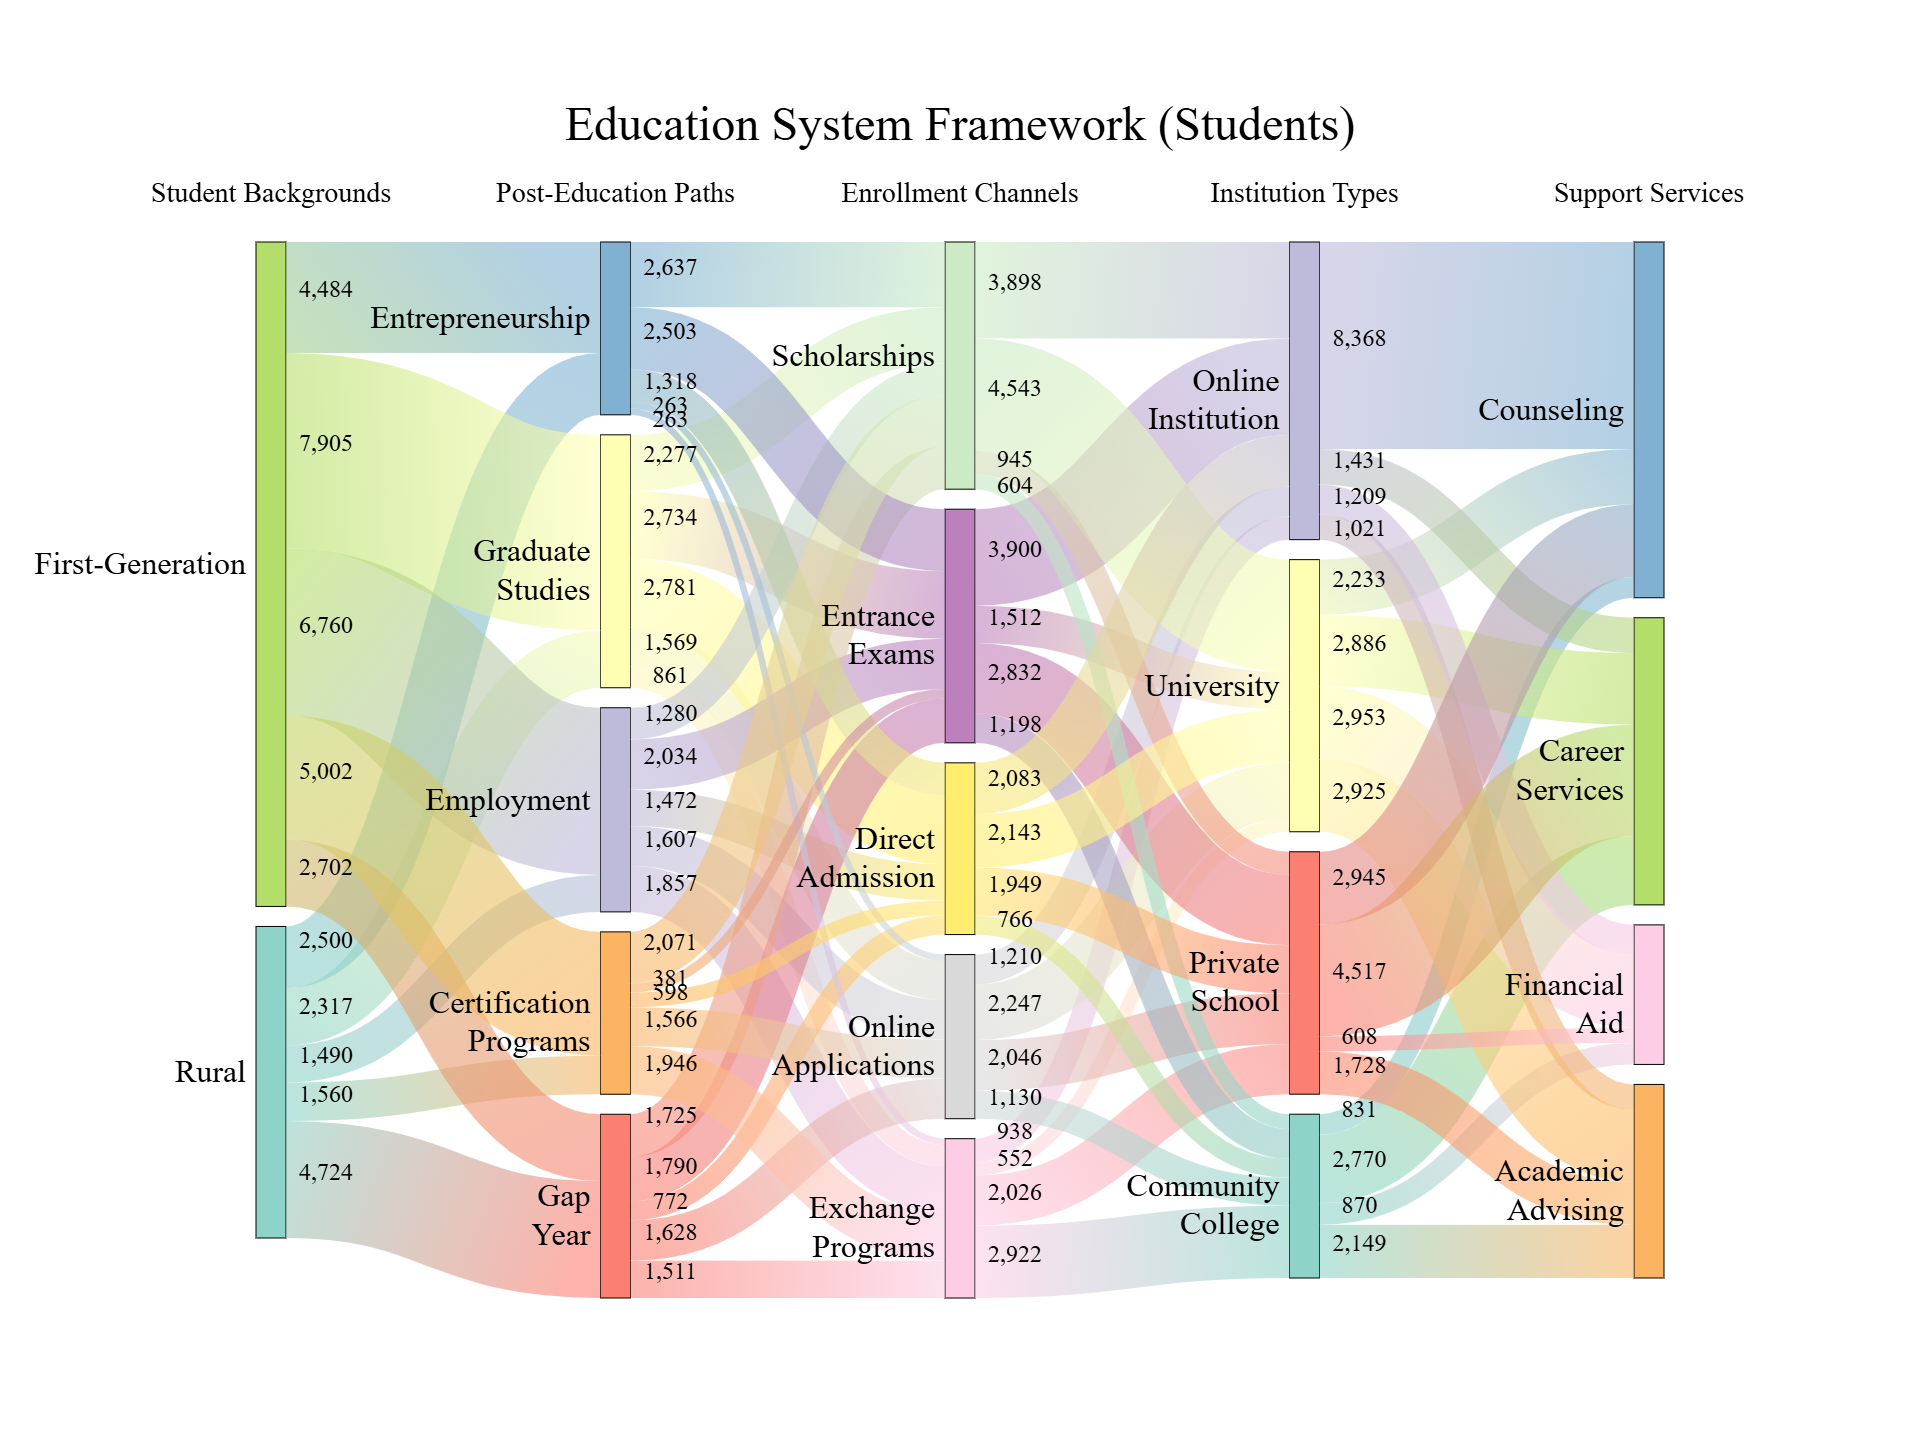 Education System Framework (Students)
Student Backgrounds
Post-Education Paths
Enrollment Channels
Institution Types
Support Services
First-Generation
4,484
7,905
6,760
5,002
2,702
Rural
2,500
2,317
1,490
1,560
4,724
Entrepreneurship
2,637
2,503
1,318
263
263
Graduate
Studies
2,277
2,734
2,781
1,569
861
Employment
1,280
2,034
1,472
1,607
1,857
Certification
Programs
2,071
381
598
1,566
1,946
Gap
Year
1,725
1,790
772
1,628
1,511
Scholarships
3,898
4,543
945
604
Entrance
Exams
3,900
1,512
2,832
1,198
Direct
Admission
2,083
2,143
1,949
766
Online
Applications
1,210
2,247
2,046
1,130
Exchange
Programs
938
552
2,026
2,922
Online
Institution
8,368
1,431
1,209
1,021
University
2,233
2,886
2,953
2,925
Private
School
2,945
4,517
608
1,728
Community
College
831
2,770
870
2,149
Counseling
Career
Services
Financial
Aid
Academic
Advising